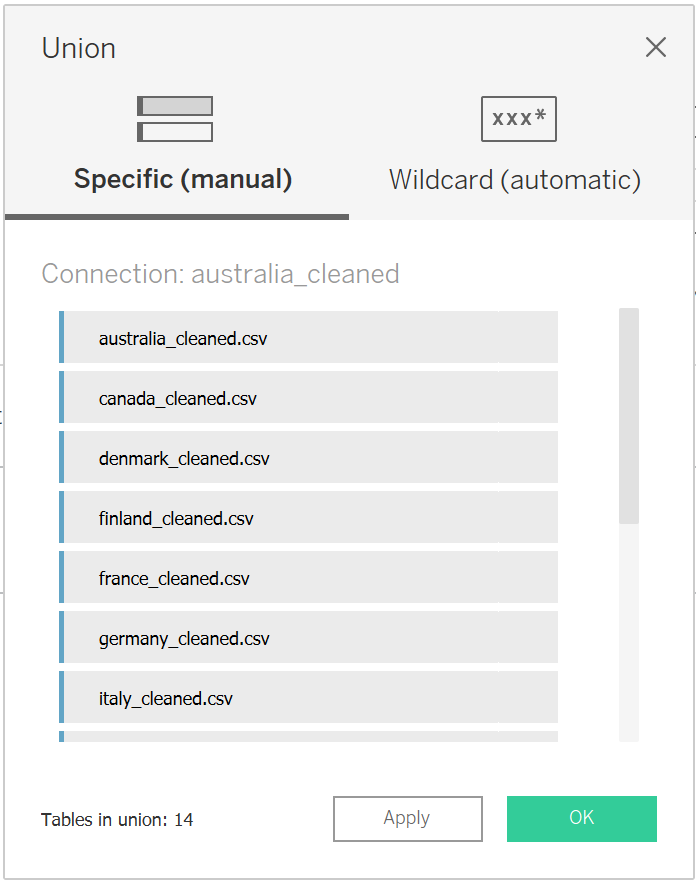 Union
xxx*
Specific (manual)
Wildcard (automatic)
Connection: australia_cleaned
australia_cleaned.csv
canada_cleaned.csv
denmark_cleaned.csv
finland_cleaned.csv
france_cleaned.csv
germany_cleaned.csv
italy_cleaned.csv
Tables in union: 14
Apply
OK